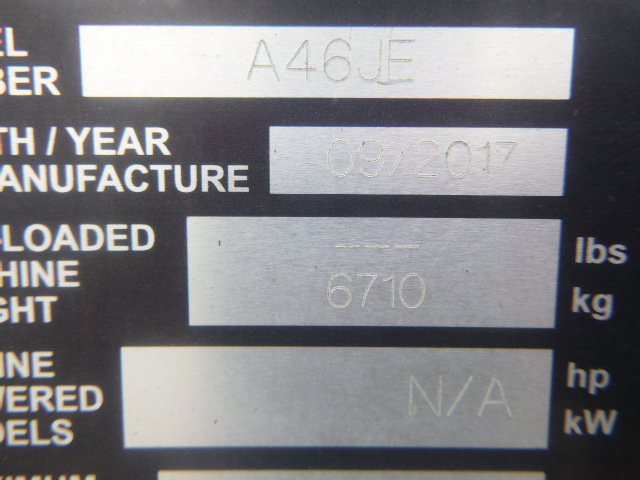 EL
BER A46JE
TH / YEAR
ANUFACTURE 09/2017
-LOADED ---- lbs
HINE 6710 kg
GHT
INE hp
WERED N/A kW
DELS
IMUM